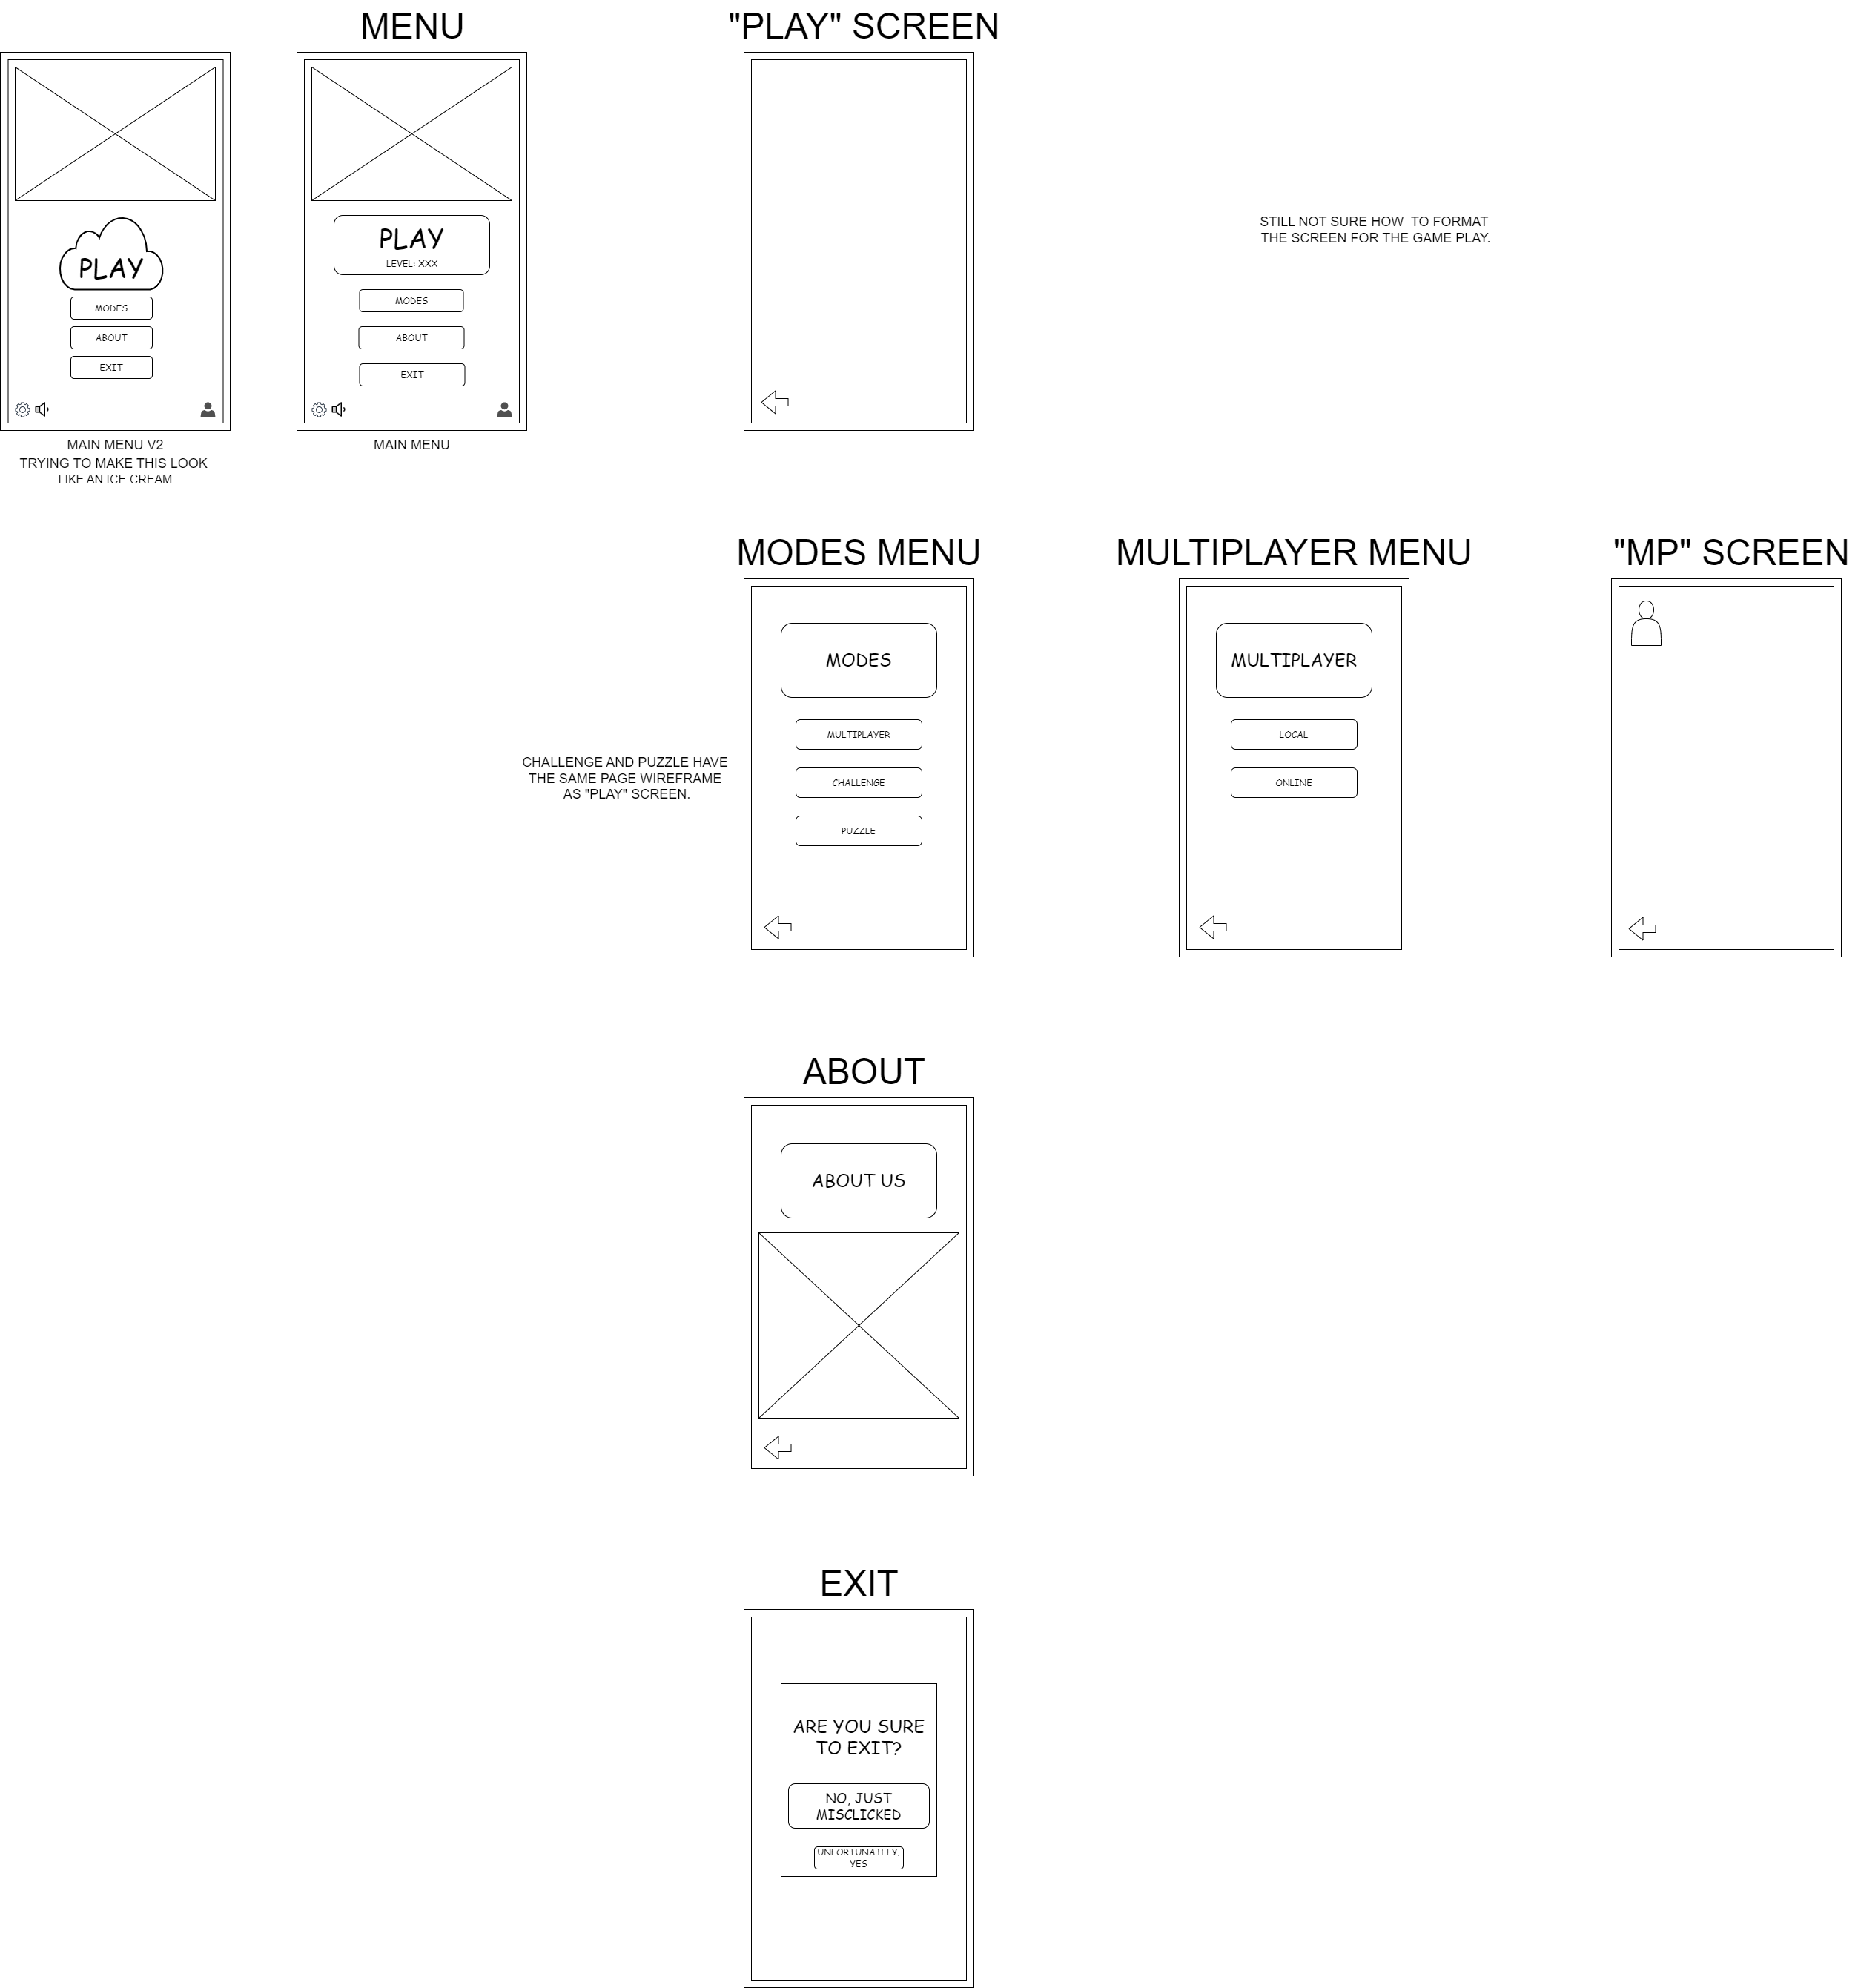 MENU
"PLAY" SCREEN
PLAY
MODES
ABOUT
EXIT
MAIN MENU V2
TRYING TO MAKE THIS LOOK
LIKE AN ICE CREAM
PLAY
LEVEL: XXX
MODES
ABOUT
EXIT
MAIN MENU
STILL NOT SURE HOW  TO FORMAT
THE SCREEN FOR THE GAME PLAY.
MODES MENU
MULTIPLAYER MENU
"MP" SCREEN
CHALLENGE AND PUZZLE HAVE
THE SAME PAGE WIREFRAME
AS "PLAY" SCREEN.
MODES
MULTIPLAYER
CHALLENGE
PUZZLE
MULTIPLAYER
LOCAL
ONLINE
ABOUT
ABOUT US
EXIT
ARE YOU SURE
TO EXIT?
NO, JUST
MISCLICKED
UNFORTUNATELY,
YES